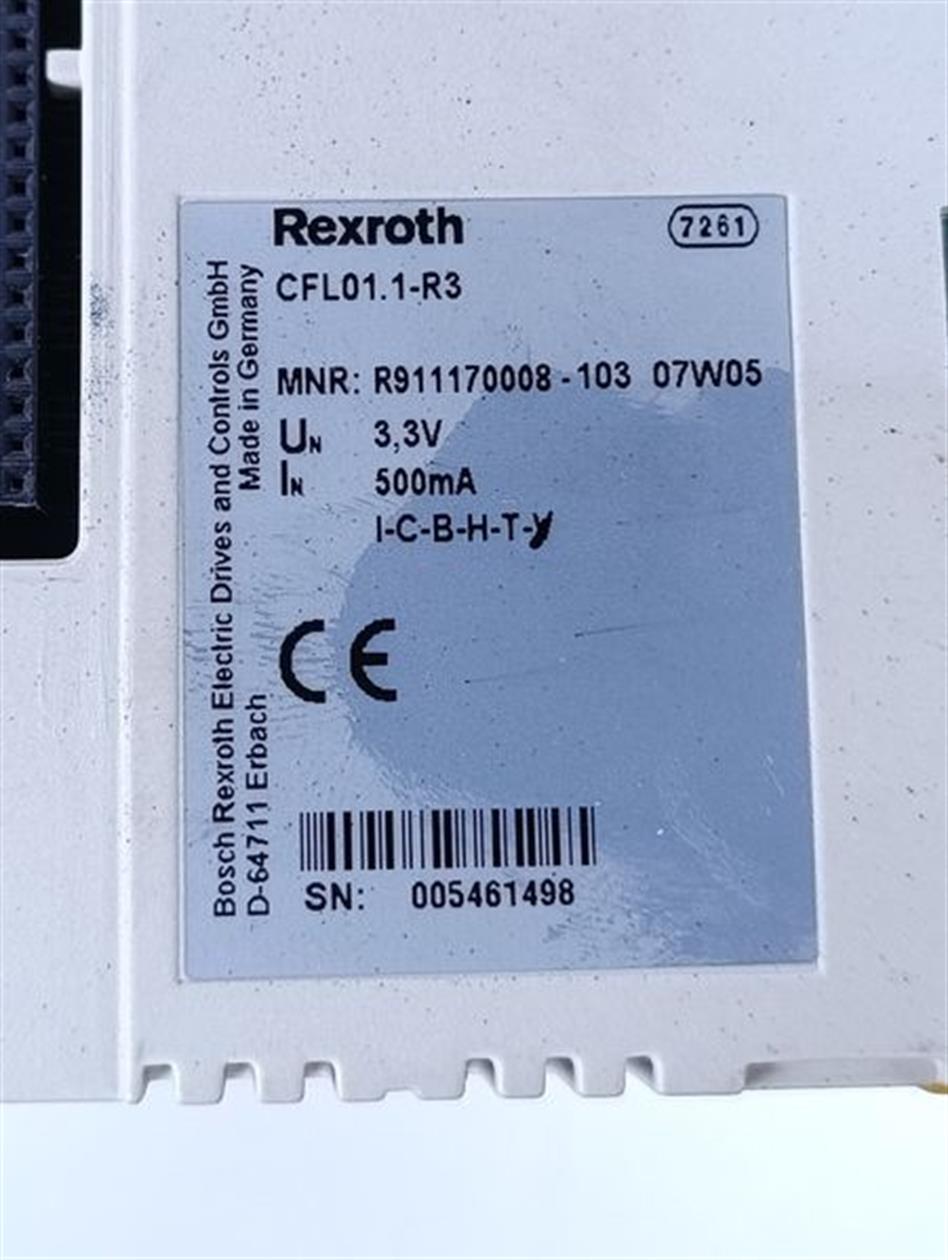 Rexroth
7261
CFL01.1-R3
MNR: R911170008-103 07W05
UN 3,3V
IN 500mA
I-C-B-H-T-
CE
SN: 005461498
Bosch Rexroth Electric Drives and Controls GmbH
D-64711 Erbach Made in Germany